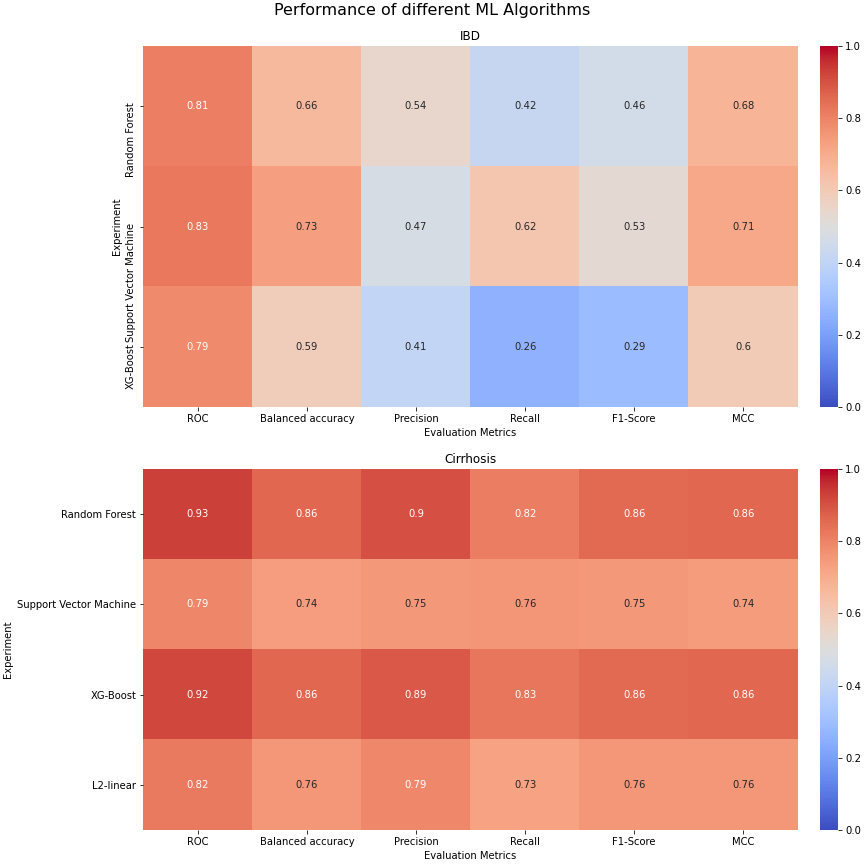 Performance of different ML Algorithms
IBD
Experiment
Random Forest
0.81 0.66 0.54 0.42 0.46 0.68
Support Vector Machine
0.83 0.73 0.47 0.62 0.53 0.71
XG-Boost
0.79 0.59 0.41 0.26 0.29 0.6
ROC Balanced accuracy Precision Recall F1-Score MCC
Evaluation Metrics
1.0
0.8
0.6
0.4
0.2
0.0
Cirrhosis
Experiment
Random Forest 0.93 0.86 0.9 0.82 0.86 0.86
Support Vector Machine 0.79 0.74 0.75 0.76 0.75 0.74
XG-Boost 0.92 0.86 0.89 0.83 0.86 0.86
L2-linear 0.82 0.76 0.79 0.73 0.76 0.76
ROC Balanced accuracy Precision Recall F1-Score MCC
Evaluation Metrics
1.0
0.8
0.6
0.4
0.2
0.0